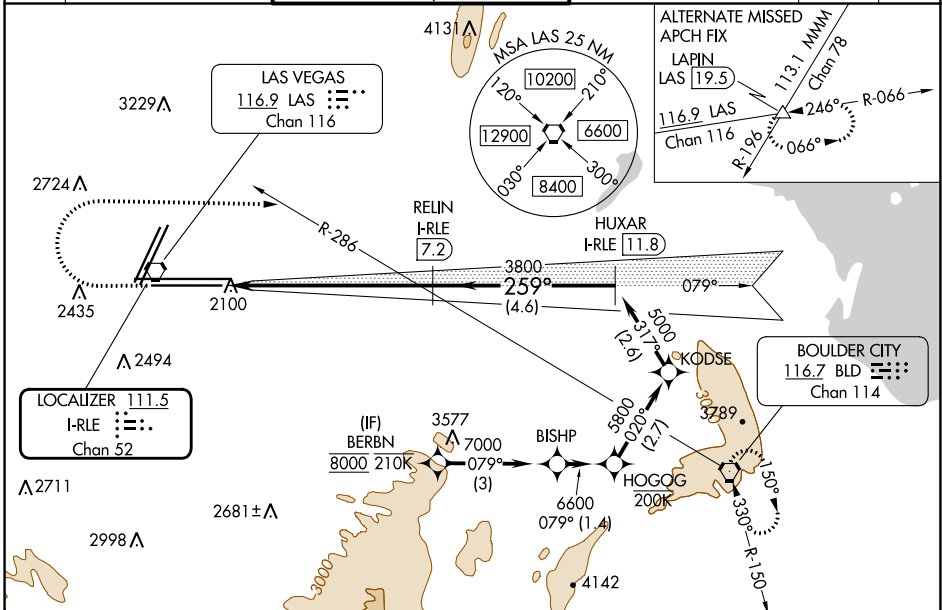 4131
MSA LAS 25 NM
10200
120°
210°
12900
6600
030°
300°
8400
ALTERNATE MISSED
APCH FIX
LAPIN
LAS 19.5
113.1 MMM
Chan 78
N
116.9 LAS
Chan 116
246°
R-066
066°
R-196
LAS VEGAS
116.9 LAS
Chan 116
3229
2724
R-286
RELIN
I-RLE
7.2
HUXAR
I-RLE 11.8
3800
259°
(4.6)
079°
2435
2100
5000
317°
(2.6)
KODSE
2494
BOULDER CITY
116.7 BLD
Chan 114
LOCALIZER 111.5
I-RLE
Chan 52
3000
3789
5800
020°
(2.7)
(IF)
BERBN
8000 210K
3577
7000
079°
(3)
BISHP
HOGOG
200K
6600
079° (1.4)
150°
330°
R-150
2711
2681±
2998
3000
4142